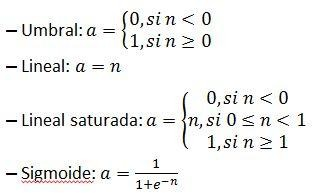 – Umbral: a = {0, si n < 0
1, si n ≥ 0
– Lineal: a = n
– Lineal saturada: a = {0, si n < 0
n, si 0 ≤ n < 1
1, si n ≥ 1
– Sigmoide: a = 1/(1+e^{-n})